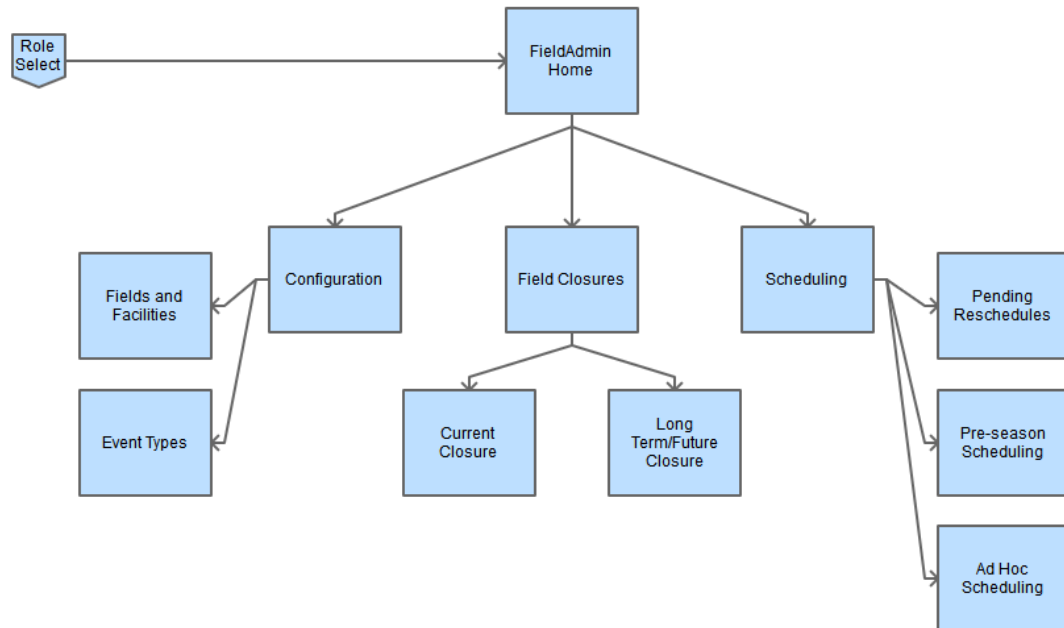 Role
Select
FieldAdmin
Home
Configuration
Field Closures
Scheduling
Fields and
Facilities
Pending
Reschedules
Event Types
Current
Closure
Long
Term/Future
Closure
Pre-season
Scheduling
Ad Hoc
Scheduling